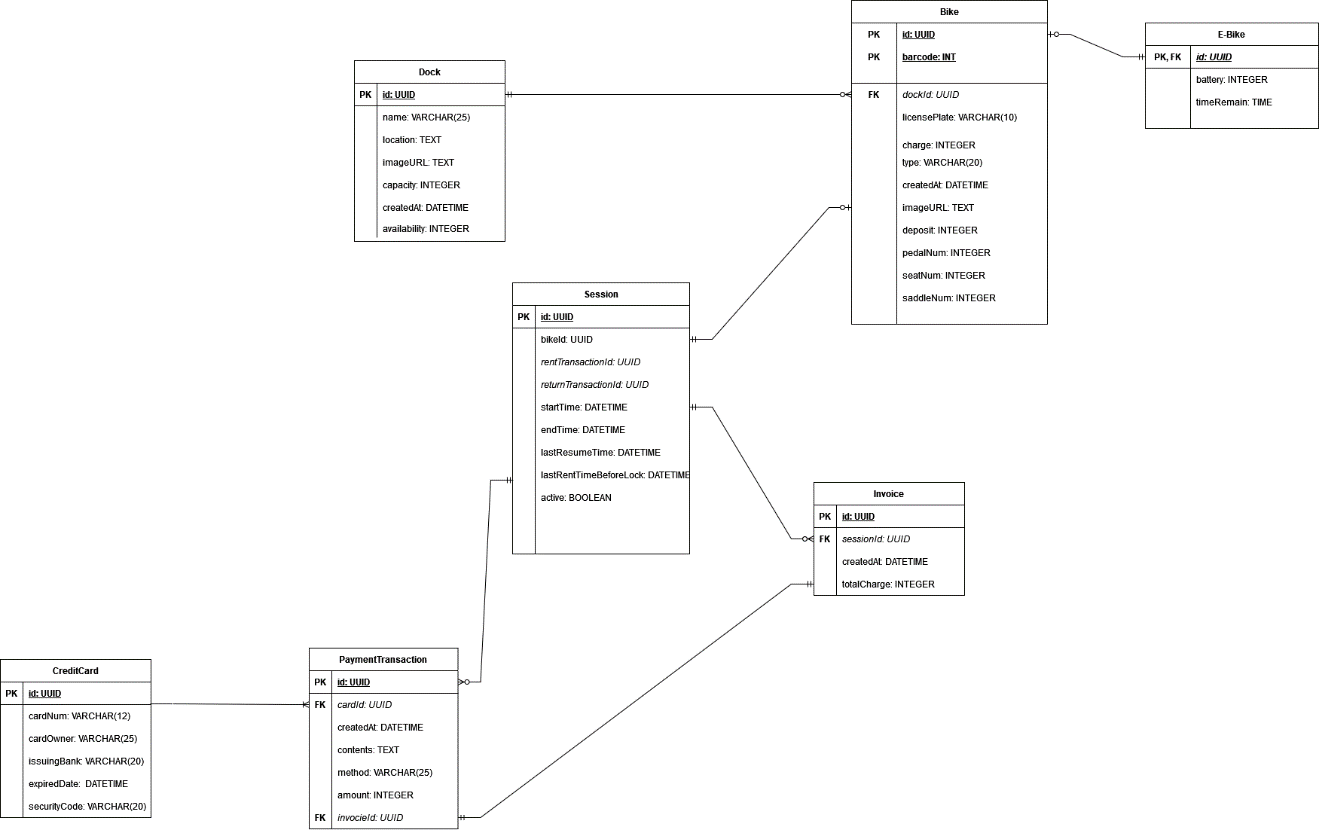 Bike
PK id: UUID
PK barcode: INT
FK dockId: UUID
licensePlate: VARCHAR(10)
charge: INTEGER
type: VARCHAR(20)
createdAt: DATETIME
imageURL: TEXT
deposit: INTEGER
pedalNum: INTEGER
seatNum: INTEGER
saddleNum: INTEGER
E-Bike
PK, FK id: UUID
battery: INTEGER
timeRemain: TIME
Dock
PK id: UUID
name: VARCHAR(25)
location: TEXT
imageURL: TEXT
capacity: INTEGER
createdAt: DATETIME
availability: INTEGER
Session
PK id: UUID
bikeId: UUID
rentTransactionId: UUID
returnTransactionId: UUID
startTime: DATETIME
endTime: DATETIME
lastResumeTime: DATETIME
lastRentTimeBeforeLock: DATETIME
active: BOOLEAN
Invoice
PK id: UUID
FK sessionId: UUID
createdAt: DATETIME
totalCharge: INTEGER
CreditCard
PK id: UUID
cardNum: VARCHAR(12)
cardOwner: VARCHAR(25)
issuingBank: VARCHAR(20)
expiredDate: DATETIME
securityCode: VARCHAR(20)
PaymentTransaction
PK id: UUID
FK cardId: UUID
createdAt: DATETIME
contents: TEXT
method: VARCHAR(25)
amount: INTEGER
FK invocieId: UUID